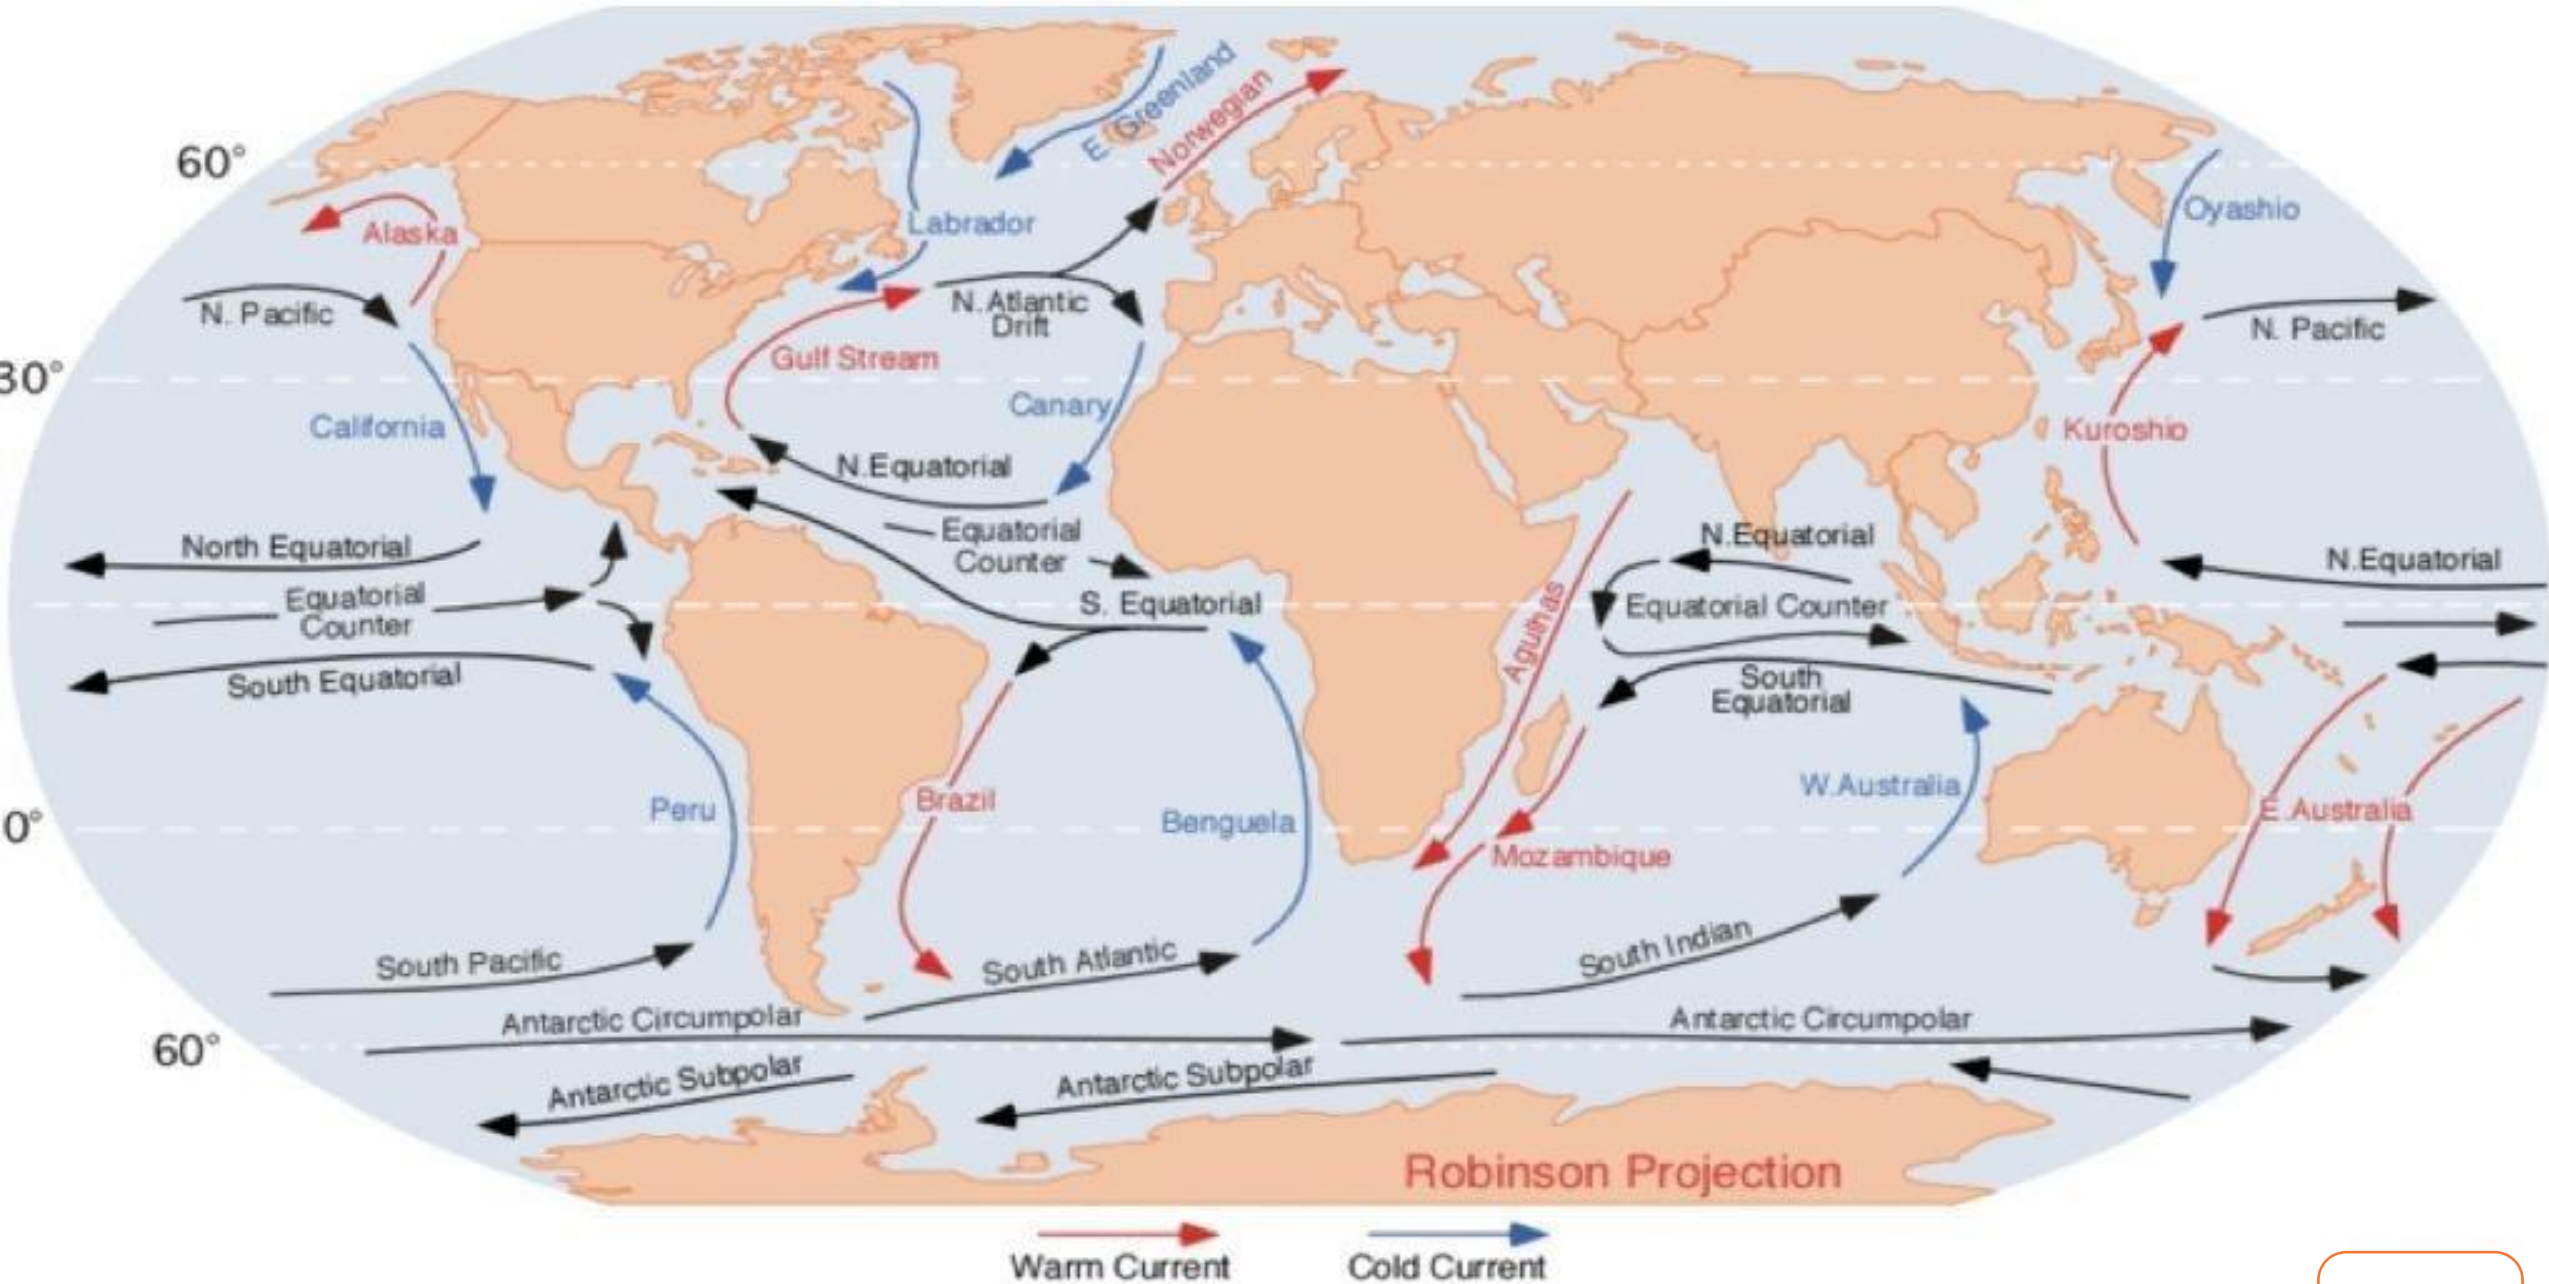 E. Greenland
Norwegian
60°
Labrador
Oyashio
Alaska
N. Pacific
N. Atlantic
Drift
N. Pacific
Gulf Stream
30°
California
Canary
Kuroshio
N.Equatorial
North Equatorial
Equatorial
Counter
N.Equatorial
N.Equatorial
Equatorial
Counter
S. Equatorial
Equatorial Counter
Agulhas
South Equatorial
South
Equatorial
Peru
Brazil
Benguela
W.Australia
E.Australia
0°
Mozambique
South Pacific
South Atlantic
South Indian
Antarctic Circumpolar
Antarctic Circumpolar
60°
Antarctic Subpolar
Antarctic Subpolar
Robinson Projection
Warm Current
Cold Current